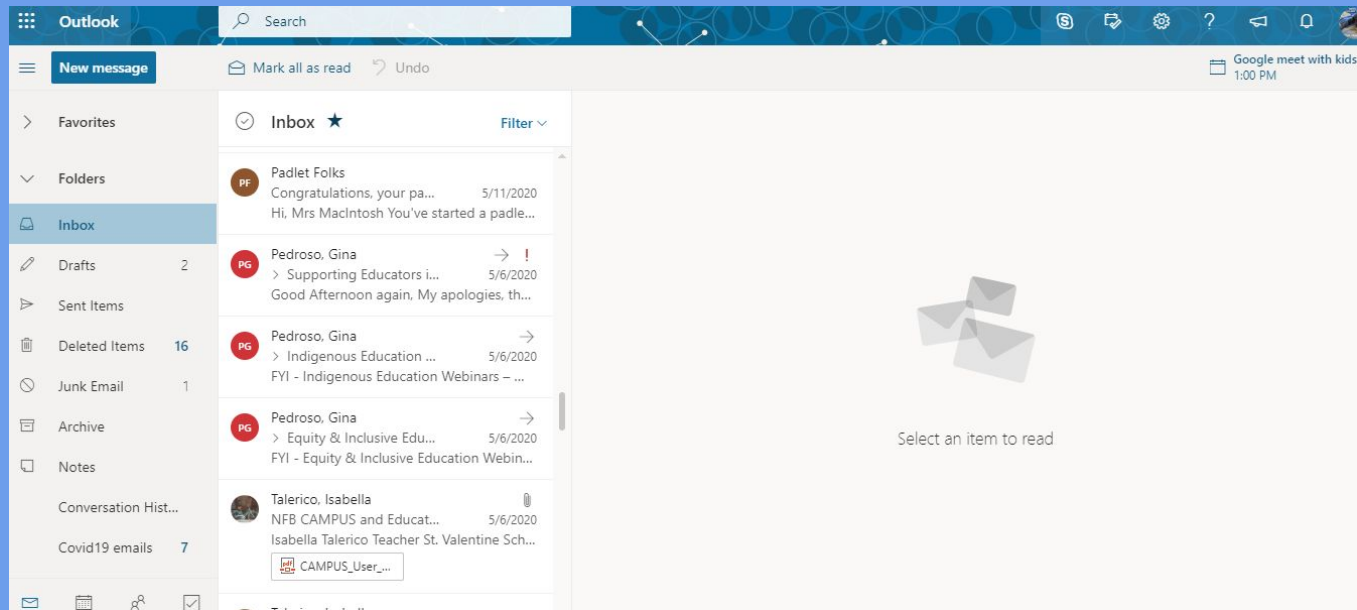 Outlook
Search
New message
Mark all as read
Undo
Google meet with kids
1:00 PM
Favorites
Folders
Inbox
Drafts 2
Sent Items
Deleted Items 16
Junk Email 1
Archive
Notes
Conversation Hist...
Covid19 emails 7
Inbox
Filter
PF
Padlet Folks
Congratulations, your pa... 5/11/2020
Hi, Mrs MacIntosh You've started a padle...
PG
Pedroso, Gina !
> Supporting Educators i... 5/6/2020
Good Afternoon again, My apologies, th...
PG
Pedroso, Gina
> Indigenous Education ... 5/6/2020
FYI - Indigenous Education Webinars – ...
PG
Pedroso, Gina
> Equity & Inclusive Edu... 5/6/2020
FYI - Equity & Inclusive Education Webin...
Talerico, Isabella
NFB CAMPUS and Educat... 5/6/2020
Isabella Talerico Teacher St. Valentine Sch...
CAMPUS_User_...
Select an item to read